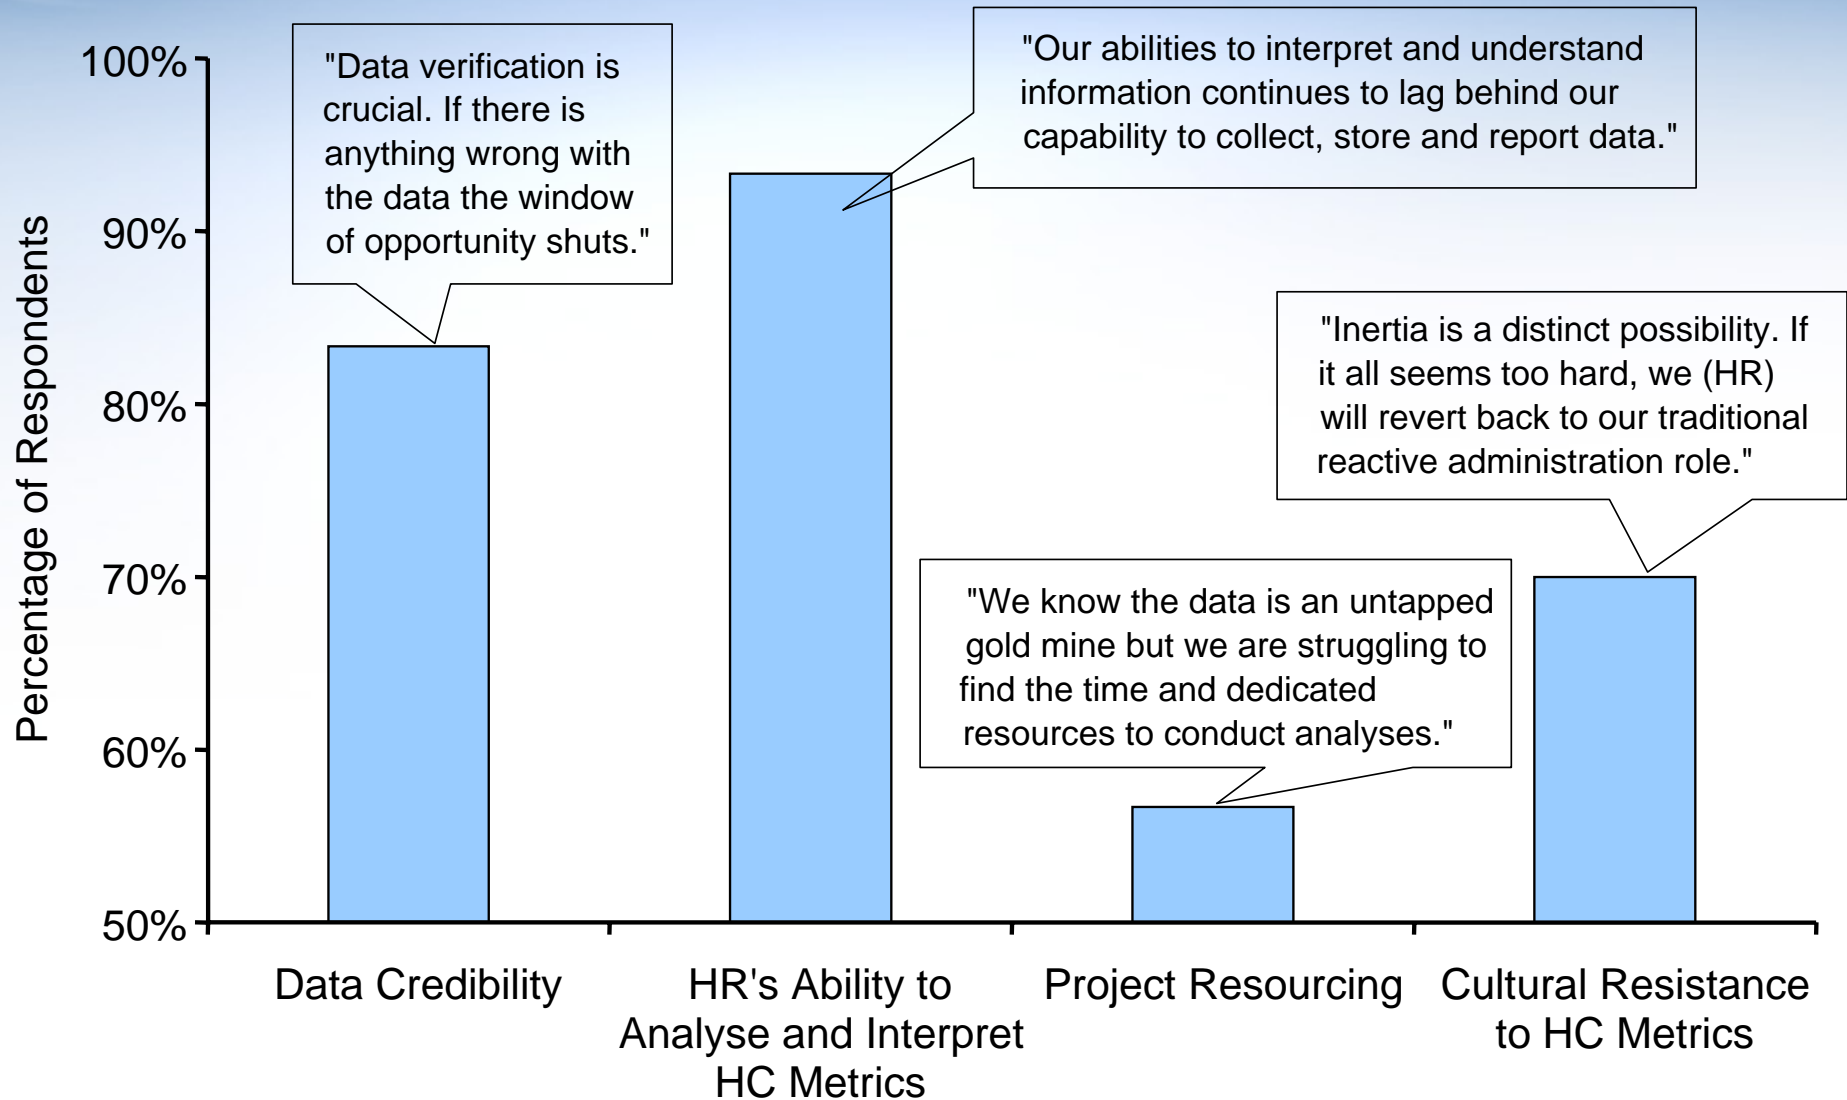 "Data verification is
crucial. If there is
anything wrong with
the data the window
of opportunity shuts."
"Our abilities to interpret and understand
information continues to lag behind our
capability to collect, store and report data."
"Inertia is a distinct possibility. If
it all seems too hard, we (HR)
will revert back to our traditional
reactive administration role."
"We know the data is an untapped
gold mine but we are struggling to
find the time and dedicated
resources to conduct analyses."
Percentage of Respondents
100%
90%
80%
70%
60%
50%
Data Credibility
HR's Ability to
Analyse and Interpret
HC Metrics
Project Resourcing
Cultural Resistance
to HC Metrics